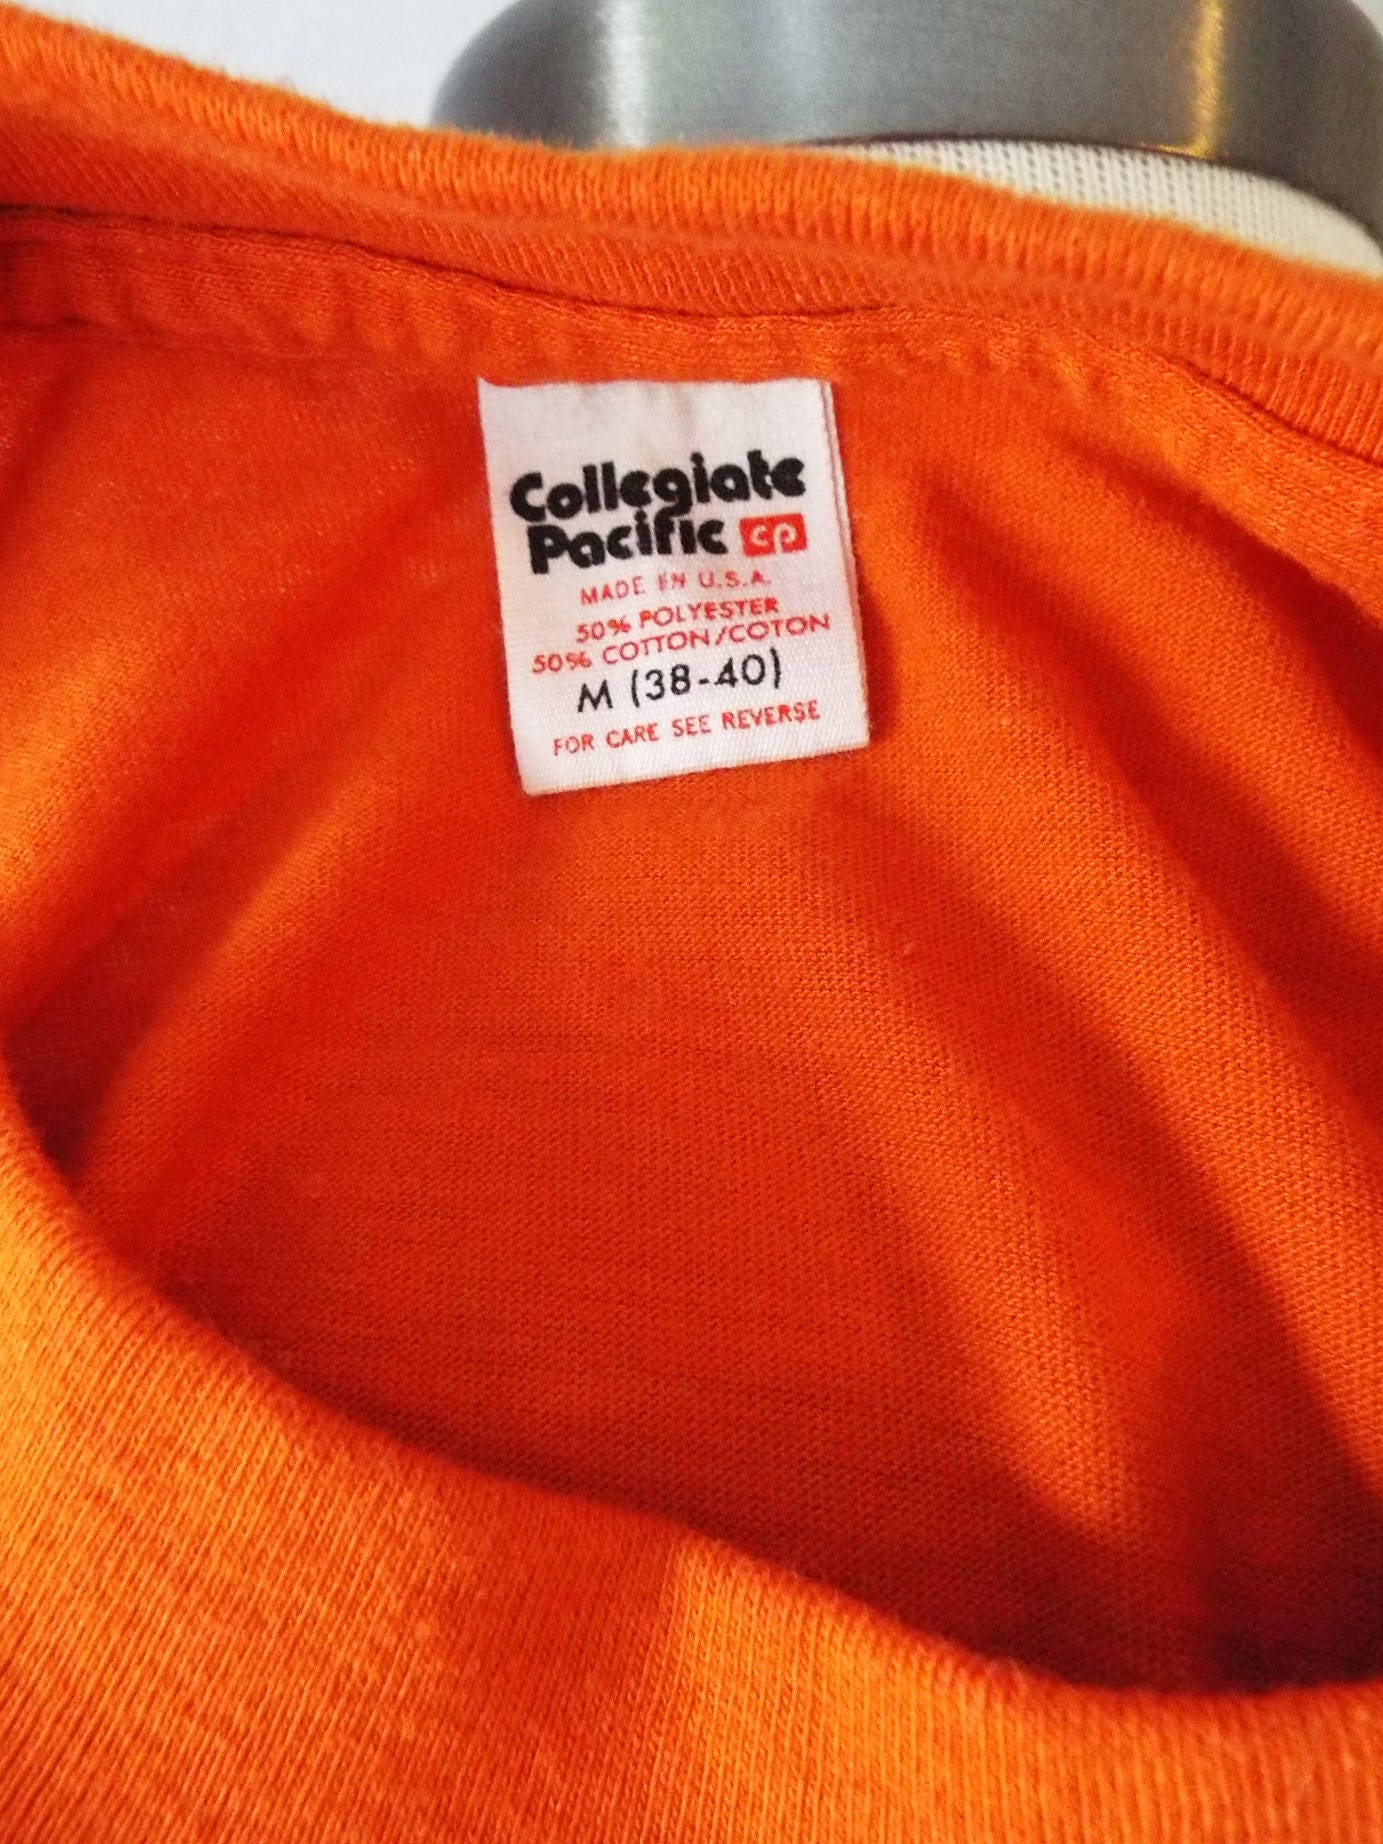 Collegiate
Pacific cp
MADE IN U.S.A.
50% POLYESTER
50% COTTON/COTON
M (38-40)
FOR CARE SEE REVERSE